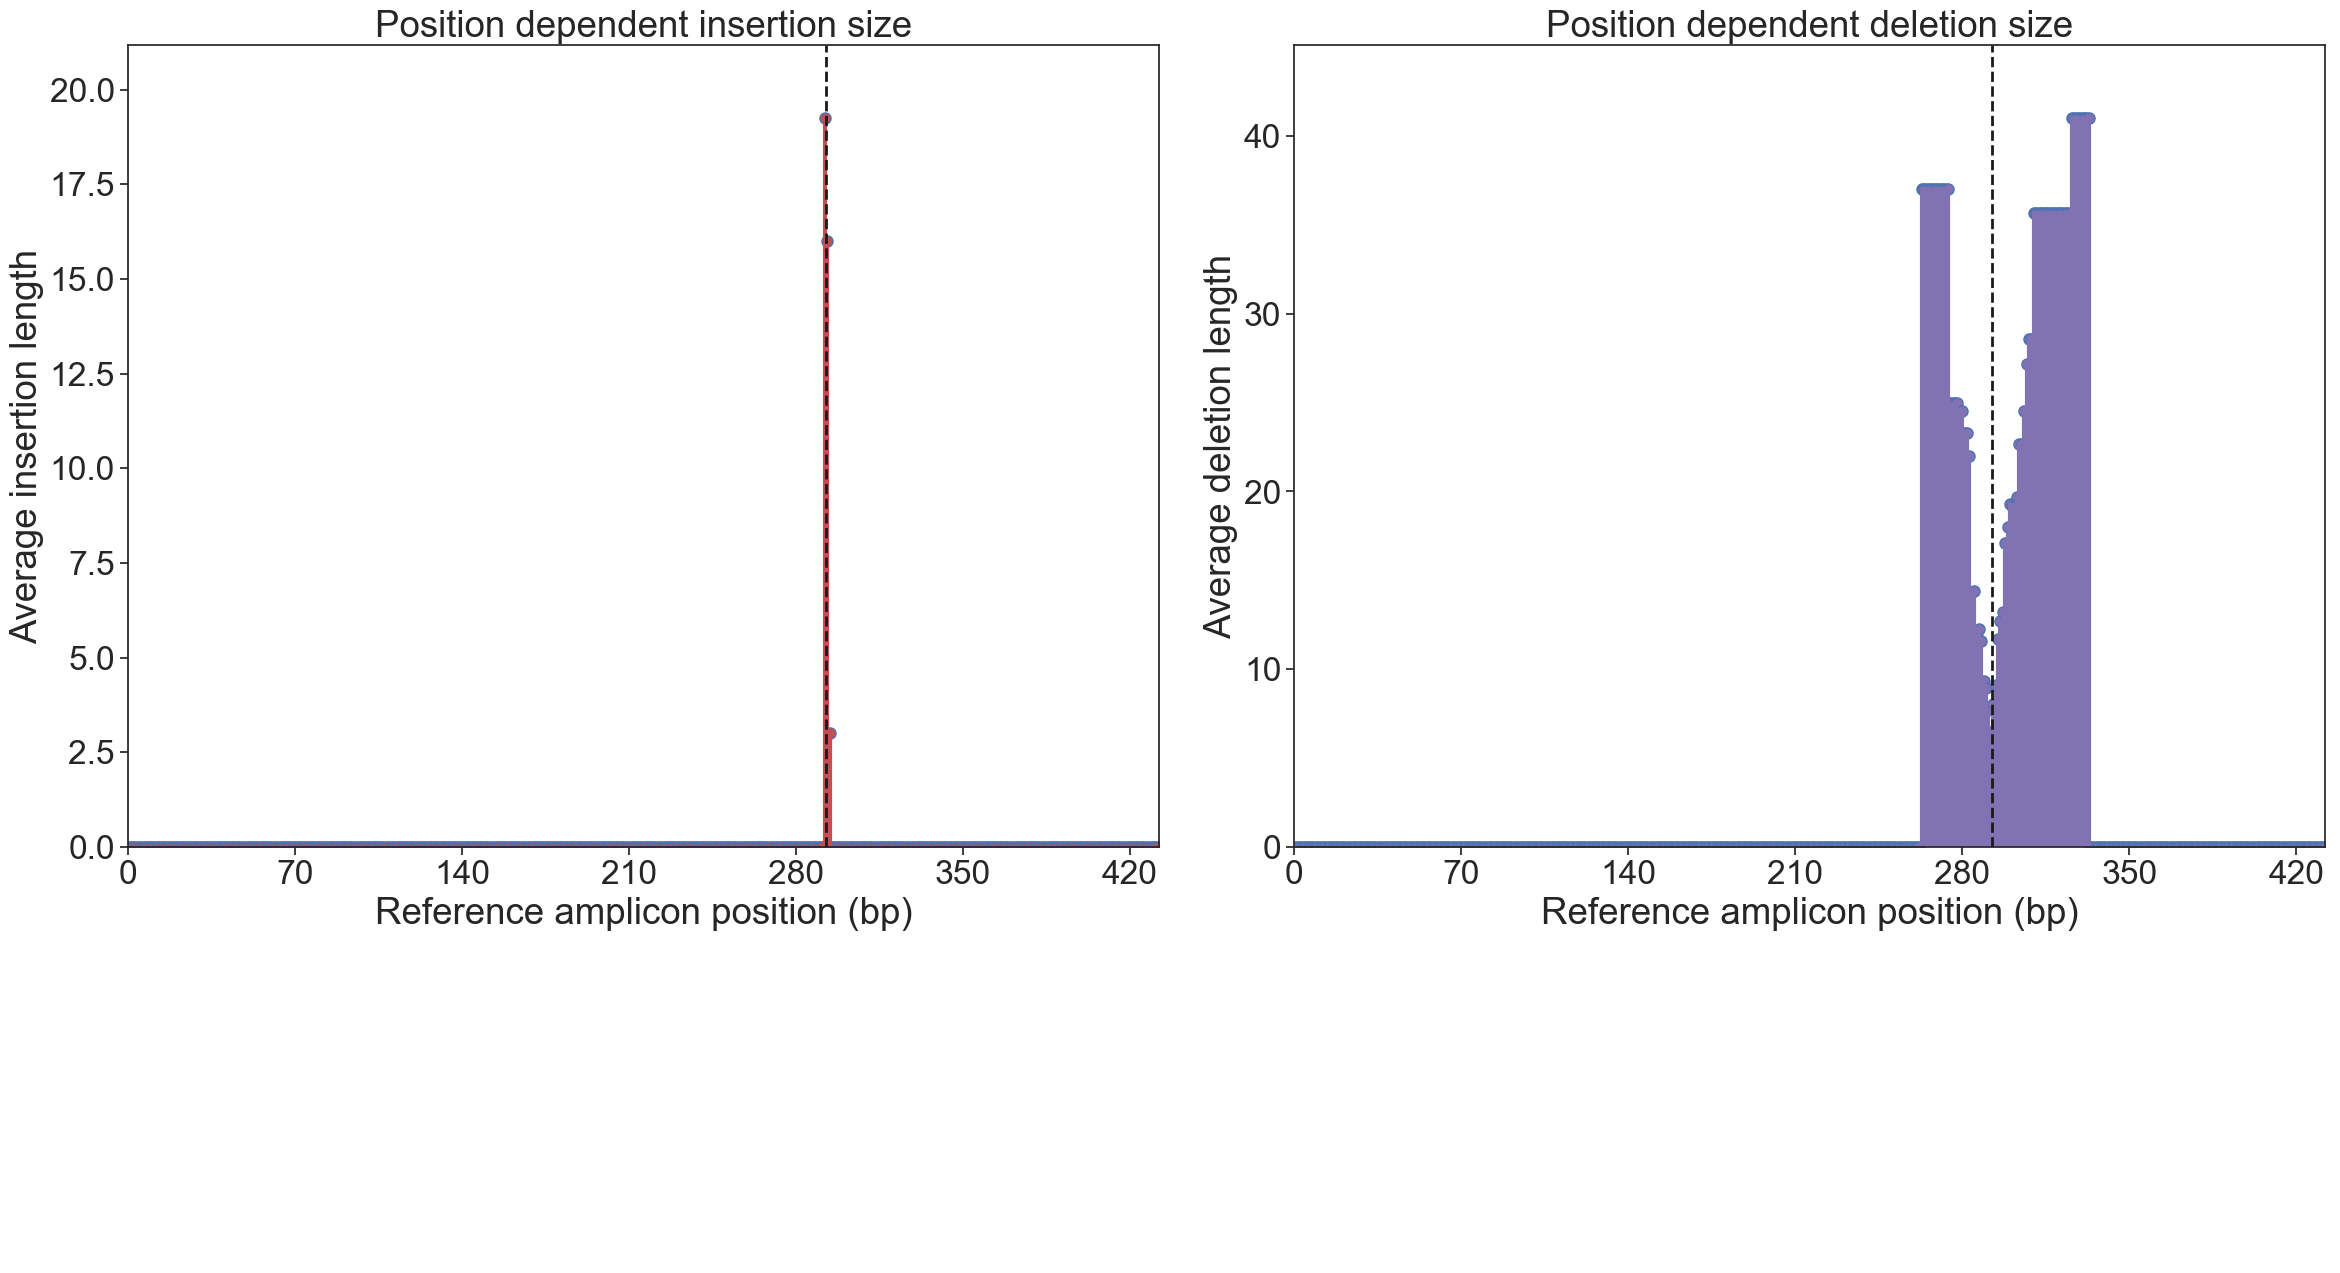 Position dependent insertion size
Average insertion length
20.0
17.5
15.0
12.5
10.0
7.5
5.0
2.5
0.0
0 70 140 210 280 350 420
Reference amplicon position (bp)
Position dependent deletion size
Average deletion length
40
30
20
10
0
0 70 140 210 280 350 420
Reference amplicon position (bp)